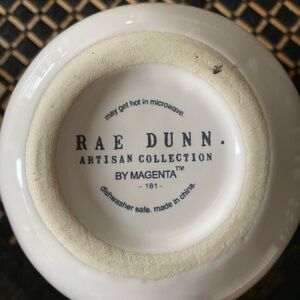 may get hot in microwave.
RAE DUNN.
ARTISAN COLLECTION
BY MAGENTA™
- 181 -
dishwasher safe. made in china.